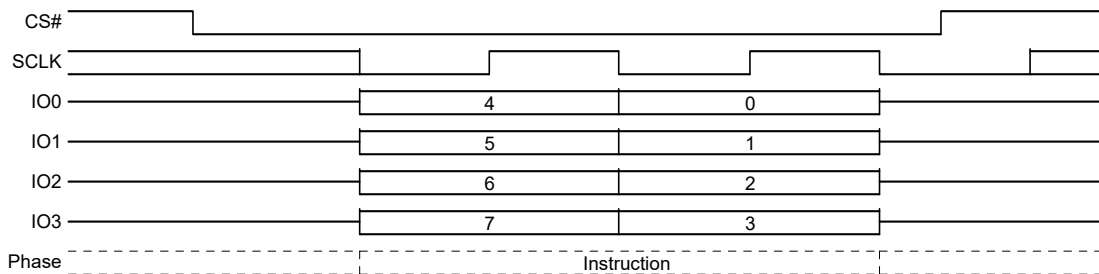 CS#
SCLK
IO0 4 0
IO1 5 1
IO2 6 2
IO3 7 3
Phase Instruction